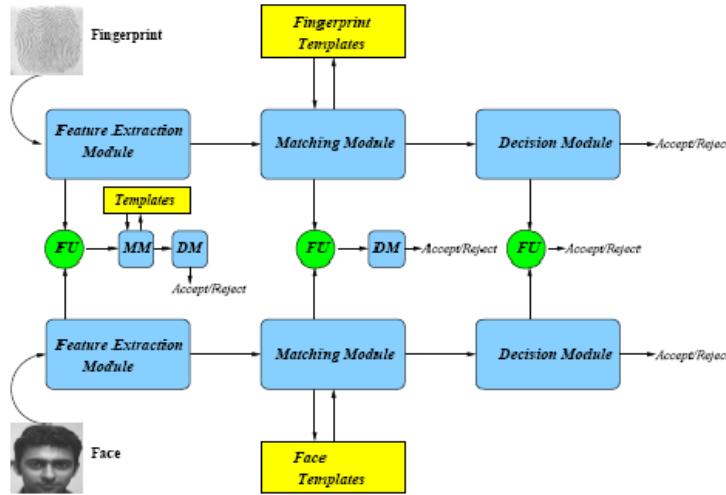 Fingerprint
Fingerprint
Templates
Feature Extraction
Module
Matching Module
Decision Module
Accept/Reject
Templates
FU
MM
DM
FU
DM
Accept/Reject
FU
Accept/Reject
Accept/Reject
Feature Extraction
Module
Matching Module
Decision Module
Accept/Reject
Face
Face
Templates